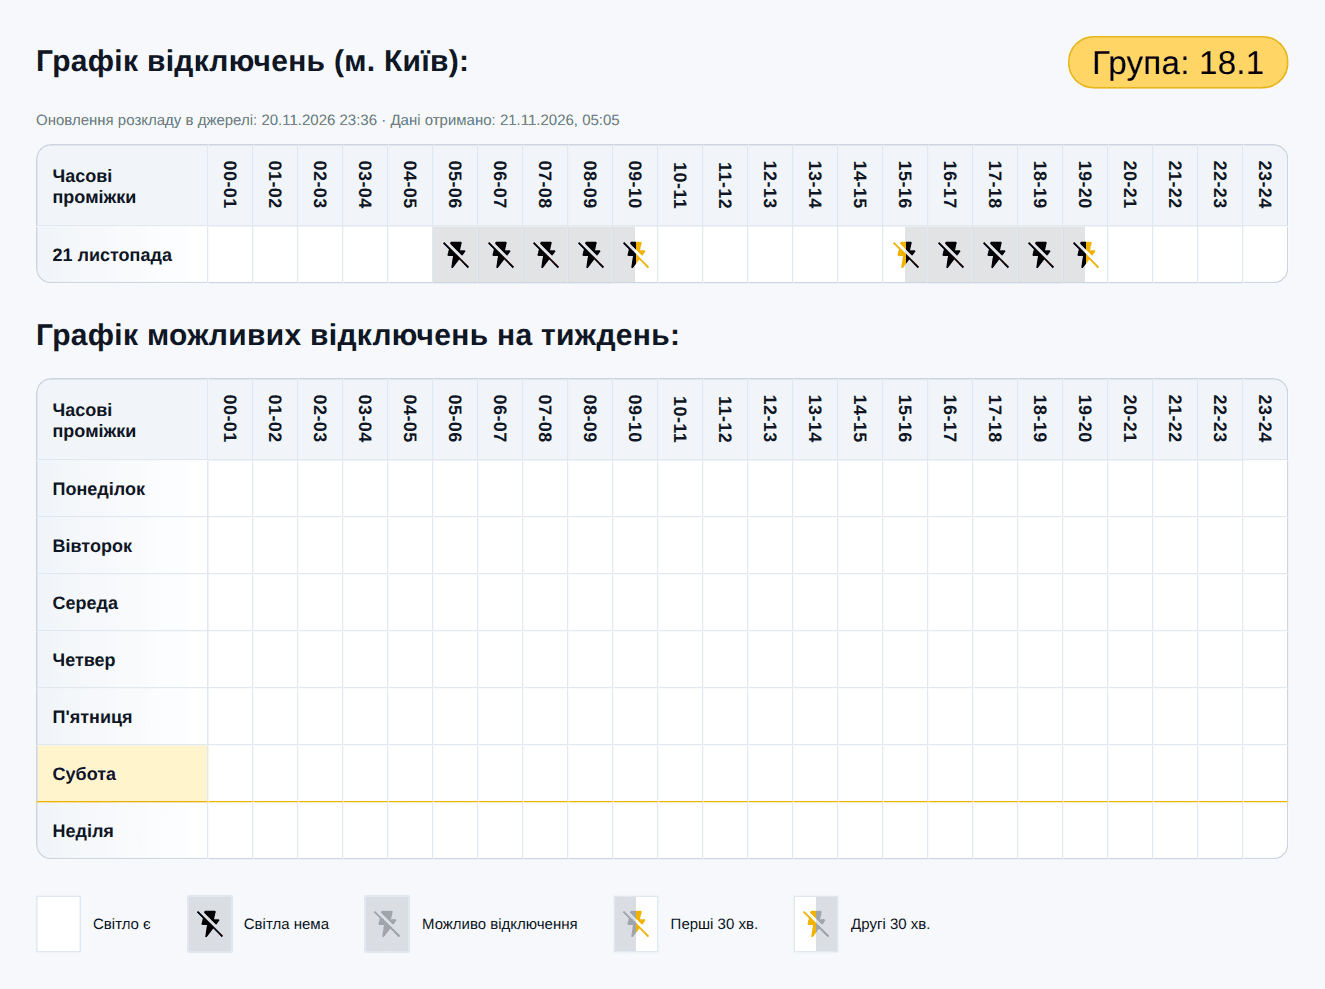 Графік відключень (м. Київ):
Група: 18.1
Оновлення розкладу в джерелі: 20.11.2026 23:36 · Дані отримано: 21.11.2026, 05:05
Часові проміжки 00-01 01-02 02-03 03-04 04-05 05-06 06-07 07-08 08-09 09-10 10-11 11-12 12-13 13-14 14-15 15-16 16-17 17-18 18-19 19-20 20-21 21-22 22-23 23-24
21 листопада
Графік можливих відключень на тиждень:
Часові проміжки 00-01 01-02 02-03 03-04 04-05 05-06 06-07 07-08 08-09 09-10 10-11 11-12 12-13 13-14 14-15 15-16 16-17 17-18 18-19 19-20 20-21 21-22 22-23 23-24
Понеділок
Вівторок
Середа
Четвер
П'ятниця
Субота
Неділя
Світло є Світла нема Можливо відключення Перші 30 хв. Другі 30 хв.